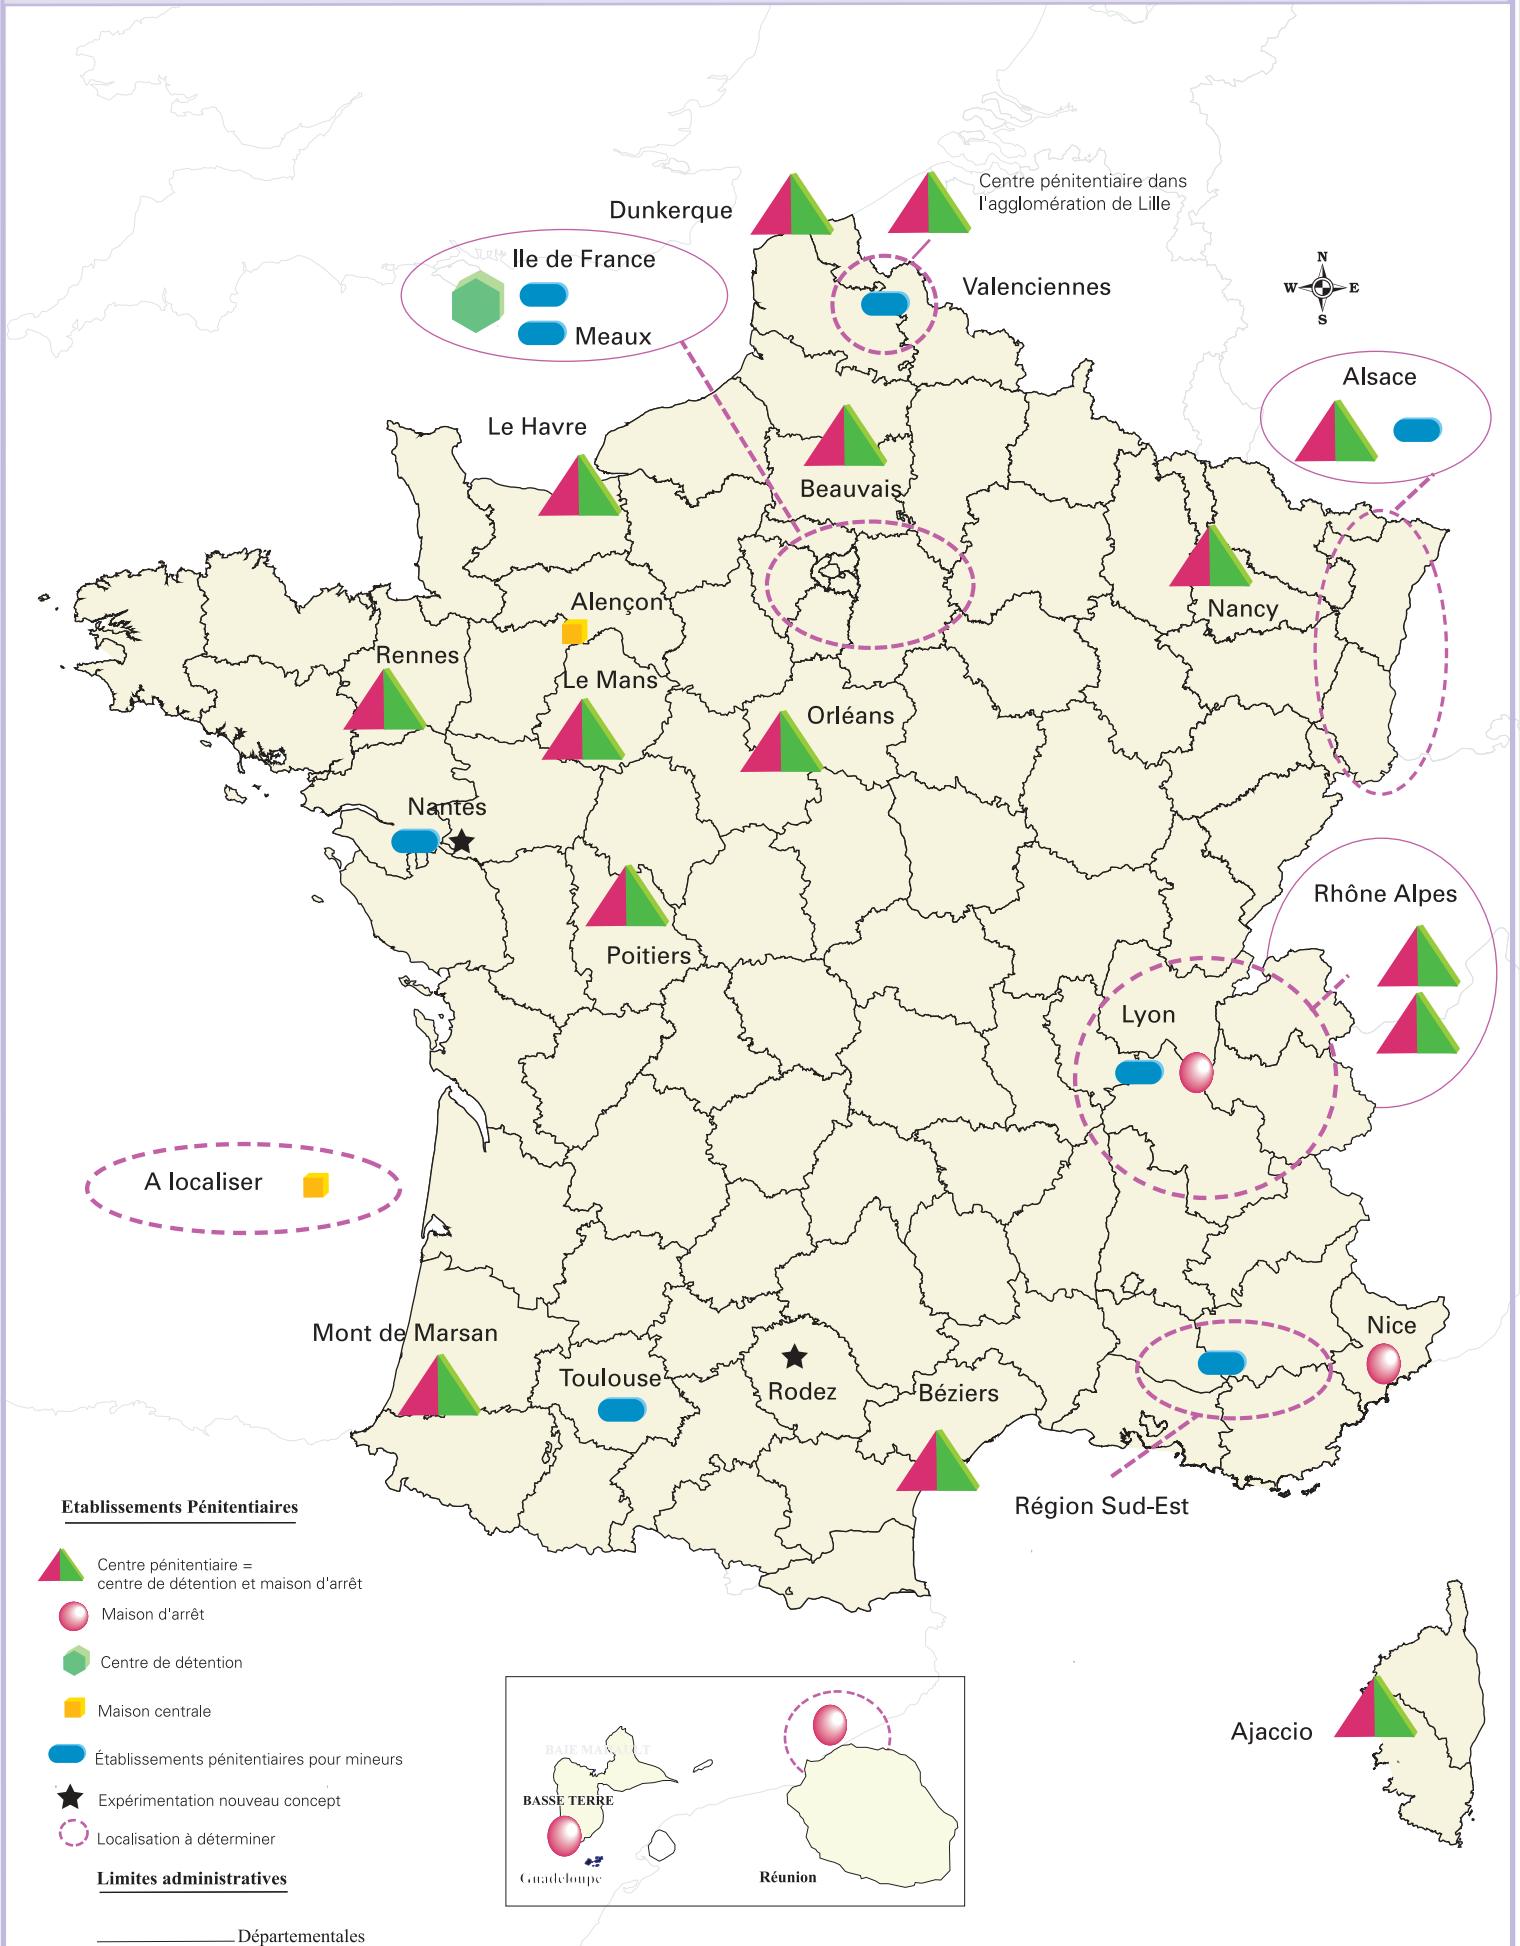 Dunkerque
Centre pénitentiaire dans
l'agglomération de Lille
Ile de France
Meaux
Valenciennes
N
W
E
S
Alsace
Le Havre
Beauvais
Nancy
Alençon
Rennes
Le Mans
Orléans
Nantes
Poitiers
Rhône Alpes
Lyon
A localiser
Mont de Marsan
Toulouse
Rodez
Béziers
Nice
Région Sud-Est
Etablissements Pénitentiaires
Centre pénitentiaire =
centre de détention et maison d'arrêt
Maison d'arrêt
Centre de détention
Maison centrale
Établissements pénitentiaires pour mineurs
Expérimentation nouveau concept
Localisation à déterminer
Limites administratives
Départementales
BAIE MAHAULT
BASSE TERRE
Guadeloupe
Réunion
Ajaccio